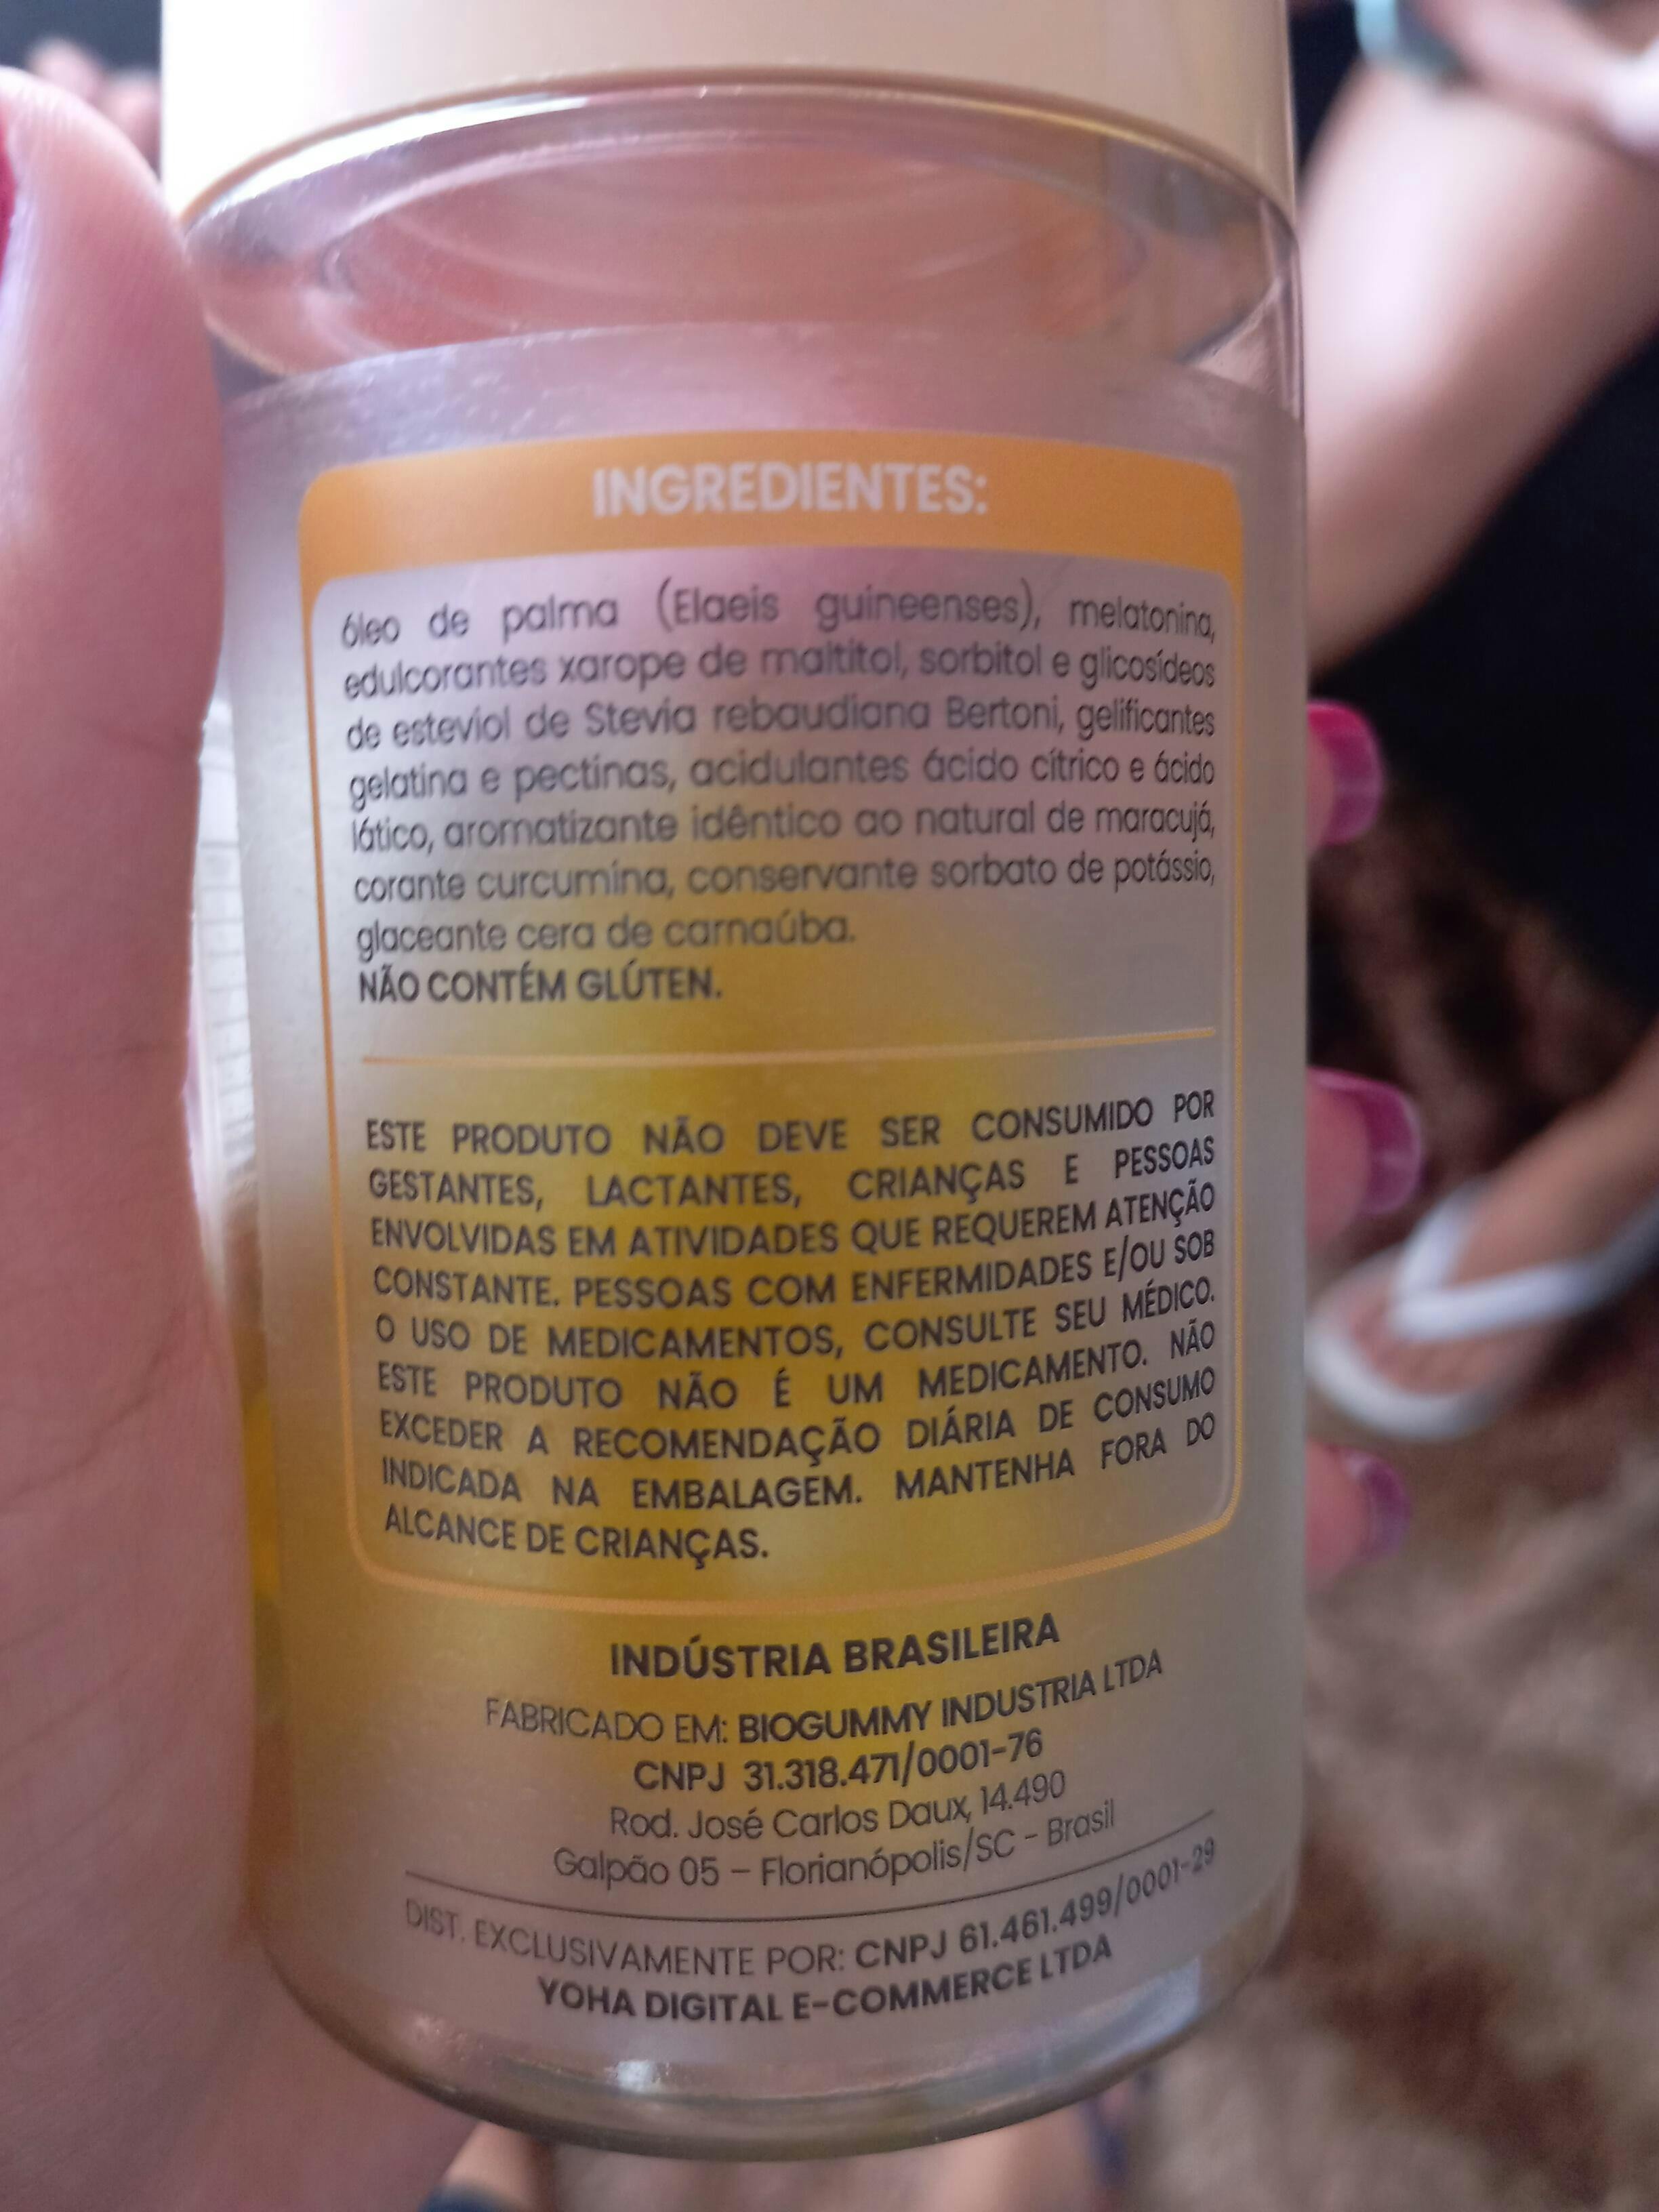 INGREDIENTES:
óleo de palma (Elaeis guineenses), melatonina,
edulcorantes xarope de maltitol, sorbitol e glicosídeos
de esteviol de Stevia rebaudiana Bertoni, gelificantes
gelatina e pectinas, acidulantes ácido cítrico e ácido
lático, aromatizante idêntico ao natural de maracujá,
corante curcumina, conservante sorbato de potássio,
glaceante cera de carnaúba.
NÃO CONTÉM GLÚTEN.
ESTE PRODUTO NÃO DEVE SER CONSUMIDO POR
GESTANTES, LACTANTES, CRIANÇAS E PESSOAS
ENVOLVIDAS EM ATIVIDADES QUE REQUEREM ATENÇÃO
CONSTANTE. PESSOAS COM ENFERMIDADES E/OU SOB
O USO DE MEDICAMENTOS, CONSULTE SEU MÉDICO.
ESTE PRODUTO NÃO É UM MEDICAMENTO. NÃO
EXCEDER A RECOMENDAÇÃO DIÁRIA DE CONSUMO
INDICADA NA EMBALAGEM. MANTENHA FORA DO
ALCANCE DE CRIANÇAS.
INDÚSTRIA BRASILEIRA
FABRICADO EM: BIOGUMMY INDUSTRIA LTDA
CNPJ 31.318.471/0001-76
Rod. José Carlos Daux, 14.490
Galpão 05 – Florianópolis/SC - Brasil
DIST. EXCLUSIVAMENTE POR: CNPJ 61.461.499/0001-29
YOHA DIGITAL E-COMMERCE LTDA